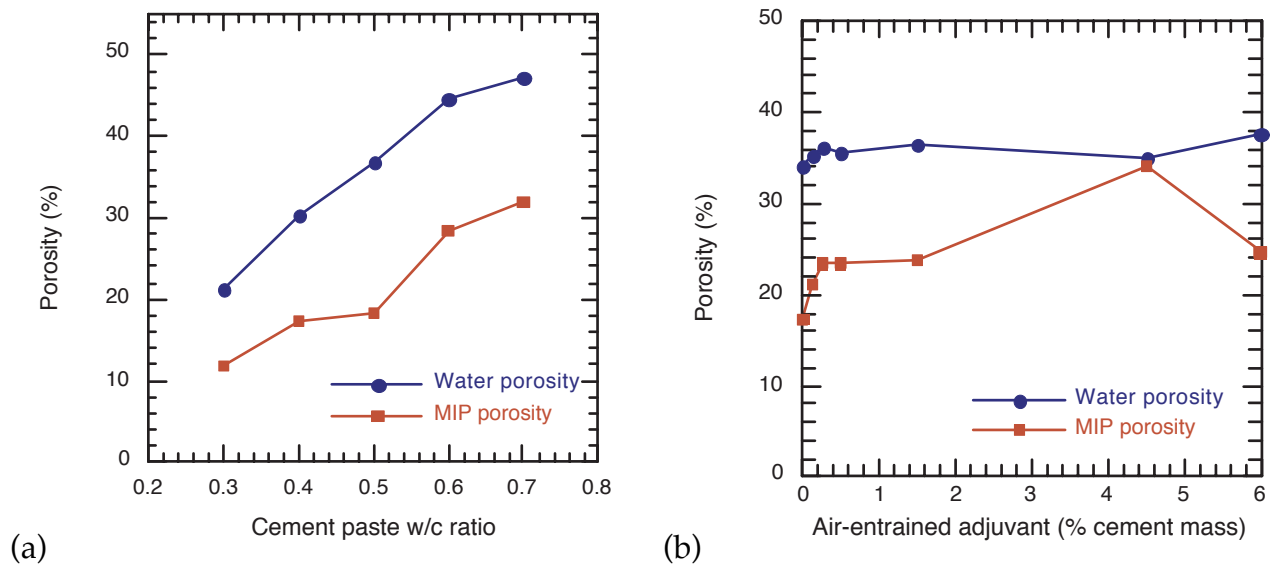 50
40
30
20
10
0
Porosity (%)
0.2 0.3 0.4 0.5 0.6 0.7 0.8
Cement paste w/c ratio
Water porosity
MIP porosity
(a)
50
40
30
20
10
0
Porosity (%)
0 1 2 3 4 5 6
Air-entrained adjuvant (% cement mass)
Water porosity
MIP porosity
(b)